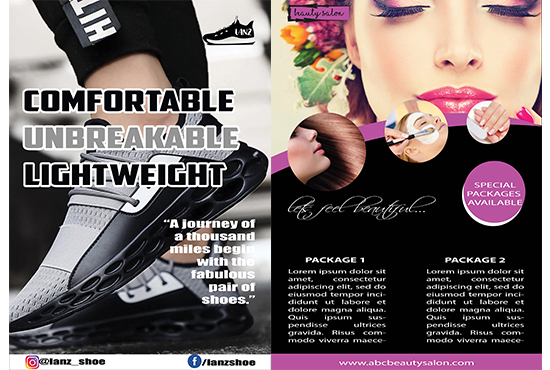 LANZ
COMFORTABLE
UNBREAKABLE
LIGHTWEIGHT
“A journey of
a thousand
miles begin
with the
fabulous
pair of
shoes.”
@lanz_shoe
/lanzshoe
beauty salon
SPECIAL
PACKAGES
AVAILABLE
lets feel beautiful...
PACKAGE 1
Lorem ipsum dolor sit
amet, consectetur
adipiscing elit, sed do
eiusmod tempor inci-
didunt ut labore et
dolore magna aliqua.
Quis ipsum sus-
pendisse ultrices
gravida. Risus com-
modo viverra maece-
PACKAGE 2
Lorem ipsum dolor sit
amet, consectetur
adipiscing elit, sed do
eiusmod tempor inci-
didunt ut labore et
dolore magna aliqua.
Quis ipsum sus-
pendisse ultrices
gravida. Risus com-
modo viverra maece-
www.abcbeautysalon.com